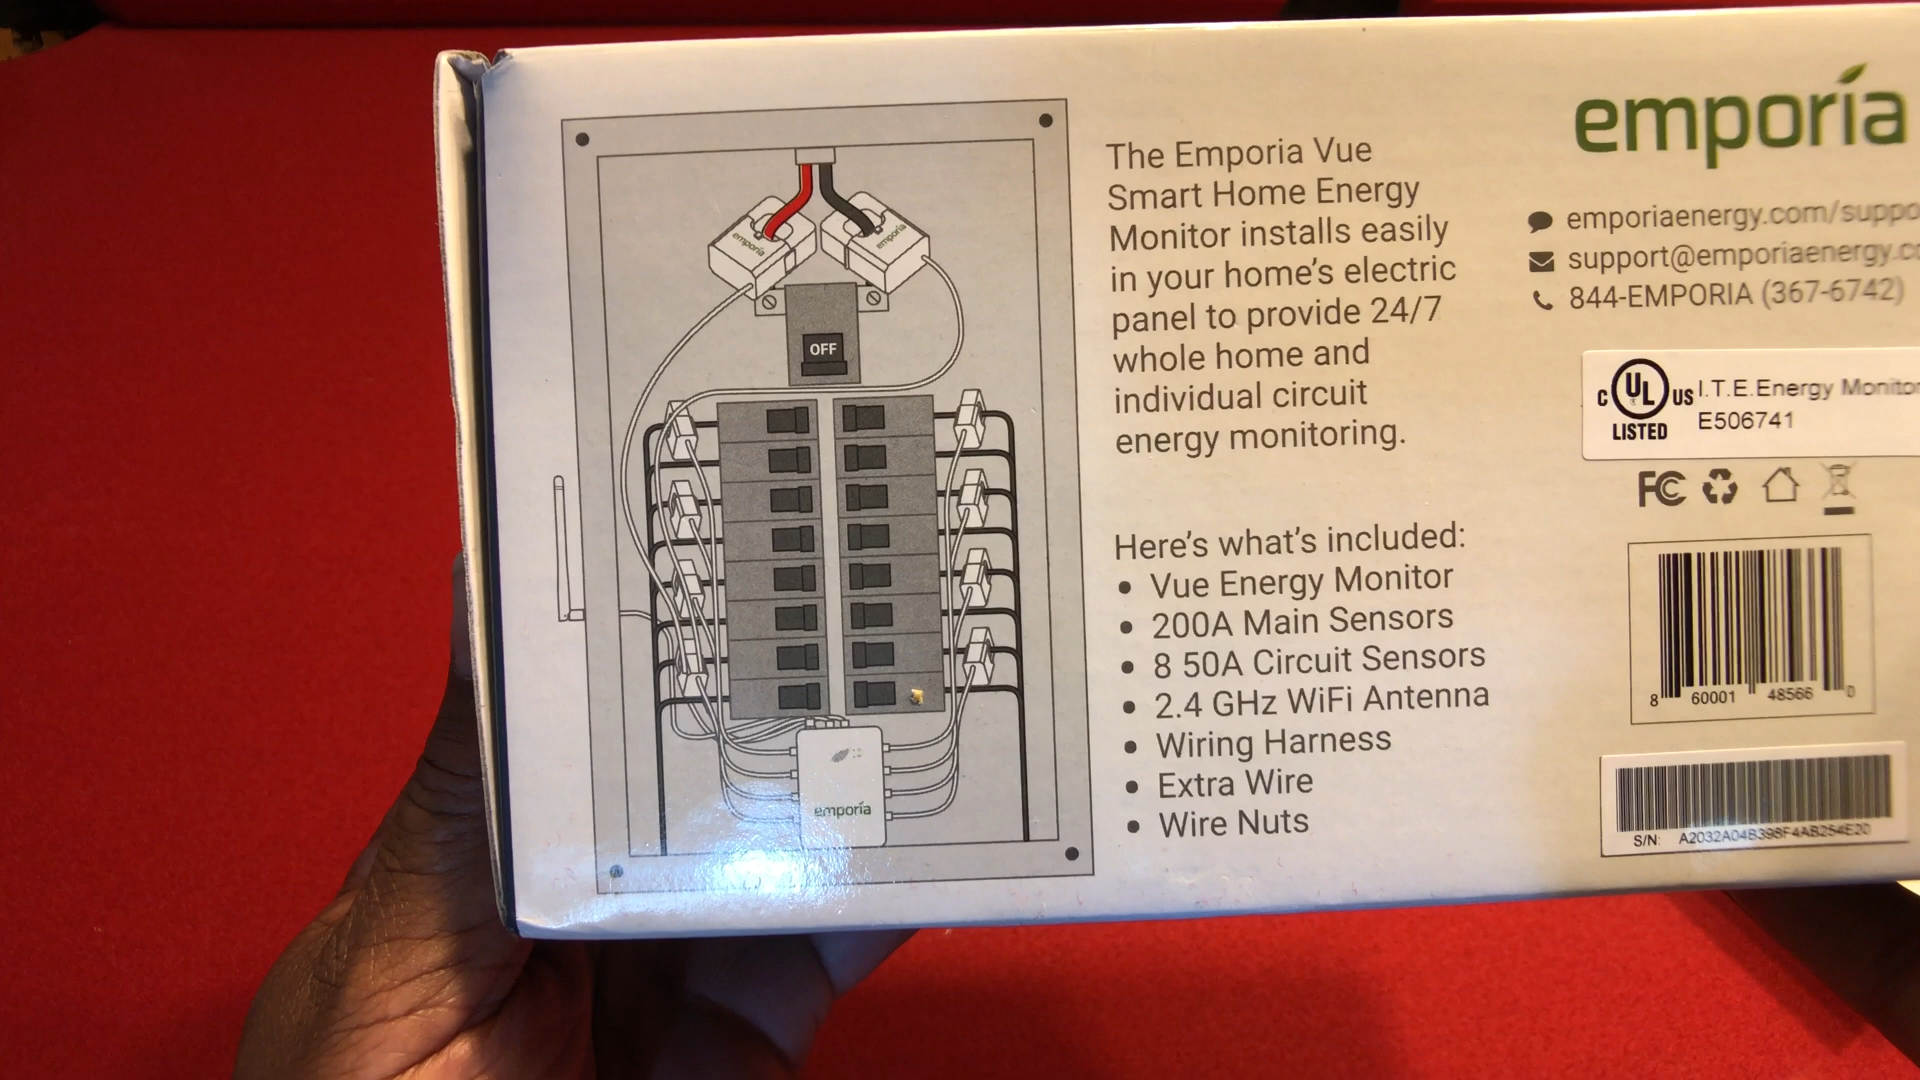 emporia
emporia
OFF
emporia
The Emporia Vue
Smart Home Energy
Monitor installs easily
in your home's electric
panel to provide 24/7
whole home and
individual circuit
energy monitoring.
Here's what's included:
• Vue Energy Monitor
• 200A Main Sensors
• 8 50A Circuit Sensors
• 2.4 GHz WiFi Antenna
• Wiring Harness
• Extra Wire
• Wire Nuts
emporia
emporiaenergy.com/suppo
support@emporiaenergy.c
844-EMPORIA (367-6742)
C UL US LISTED
I.T.E.Energy Monitor
E506741
FC
8 60001 48566 0
S/N: A2032A04B398F4AB254E20